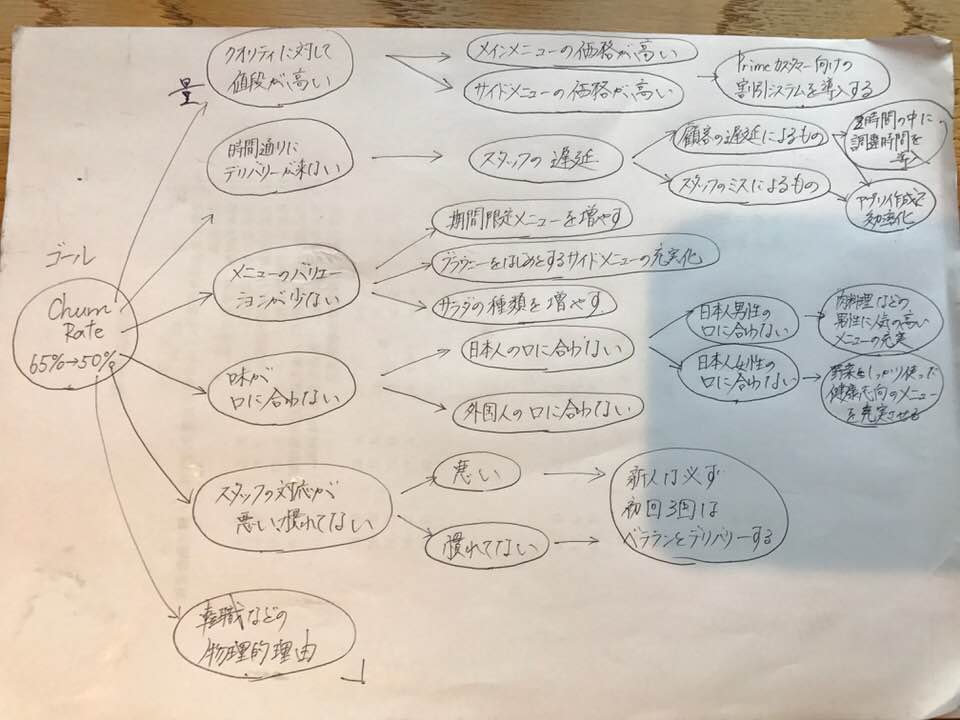 ゴール
Churn
Rate
65%→50%
量
クオリティに対して
値段が高い
メインメニューの価格が高い
サイドメニューの価格が高い
Primeカスタマー向けの
割引システムを導入する
時間通りに
デリバリーが来ない
スタッフの遅延
顧客の遅延によるもの
スタッフのミスによるもの
時間の中に
調整時間を
アプリ作成で
効率化
メニューのバリエー
ションが少ない
期間限定メニューを増やす
ブラウニーをはじめとするサイドメニューの充実化
サラダの種類を増やす
味が
口に合わない
日本人の口に合わない
外国人の口に合わない
日本人男性の
口に合わない
日本人女性の
口に合わない
肉料理などの
男性に人気の高い
メニューの充実
野菜をしっかり使った
健康志向のメニュー
を充実させる
スタッフの対応が
悪い、慣れてない
悪い
慣れてない
新人は必ず
初回3回は
ベテランとデリバリーする
転職などの
物理的理由